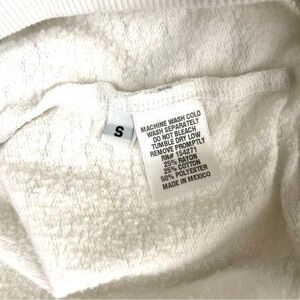 S
MACHINE WASH COLD
WASH SEPARATELY
DO NOT BLEACH
TUMBLE DRY LOW
REMOVE PROMPTLY
RN# 154271
25% RAYON
25% COTTON
50% POLYESTER
MADE IN MEXICO